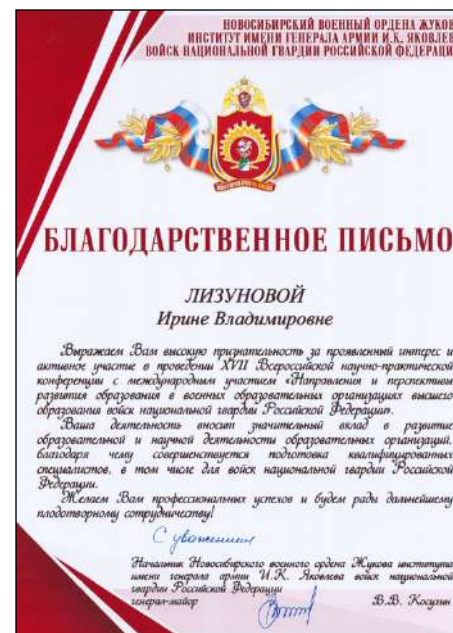 НОВОСИБИРСКИЙ ВОЕННЫЙ ОРДЕНА ЖУКОВ
ИНСТИТУТ ИМЕНИ ГЕНЕРАЛА АРМИИ И.К. ЯКОВЛЕВ
ВОЙСК НАЦИОНАЛЬНОЙ ГВАРДИИ РОССИЙСКОЙ ФЕДЕРАЦИ
БЛАГОДАРСТВЕННОЕ ПИСЬМО
ЛИЗУНОВОЙ
Ирине Владимировне
Выражаем Вам высокую признательность за проявленный интерес и
активное участие в проведении XVII Всероссийской научно-практической
конференции с международным участием «Направления и перспективы
развития образования в военных образовательных организациях высшего
образования войск национальной гвардии Российской Федерации».
Ваша деятельность вносит значительный вклад в развитие
образовательной и научной деятельности образовательных организаций,
благодаря чему совершенствуется подготовка квалифицированных
специалистов, в том числе для войск национальной гвардии Российской
Федерации.
Желаем Вам профессиональных успехов и будем рады дальнейшему
плодотворному сотрудничеству!
С уважением
Начальник Новосибирского военного ордена Жукова института
имени генерала армии И.К. Яковлева войск национальной
гвардии Российской Федерации
генерал-майор В.В. Косухин